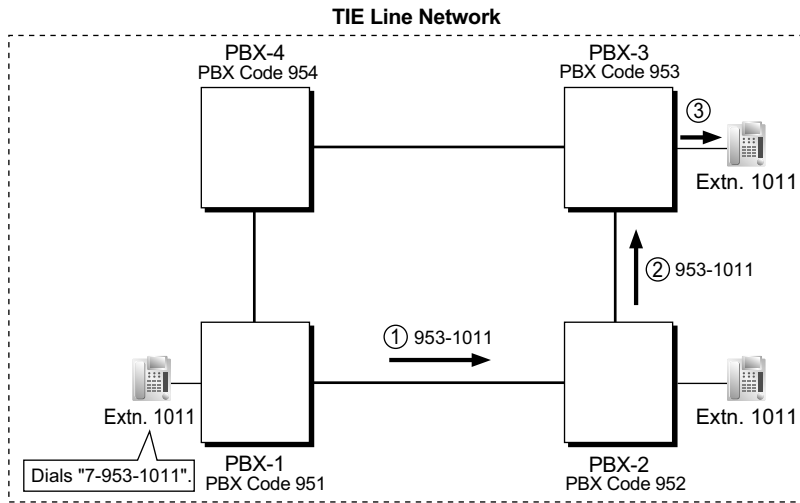 TIE Line Network
PBX-4
PBX Code 954
PBX-3
PBX Code 953
③
Extn. 1011
② 953-1011
① 953-1011
Extn. 1011
Extn. 1011
Dials "7-953-1011".
PBX-1
PBX Code 951
PBX-2
PBX Code 952